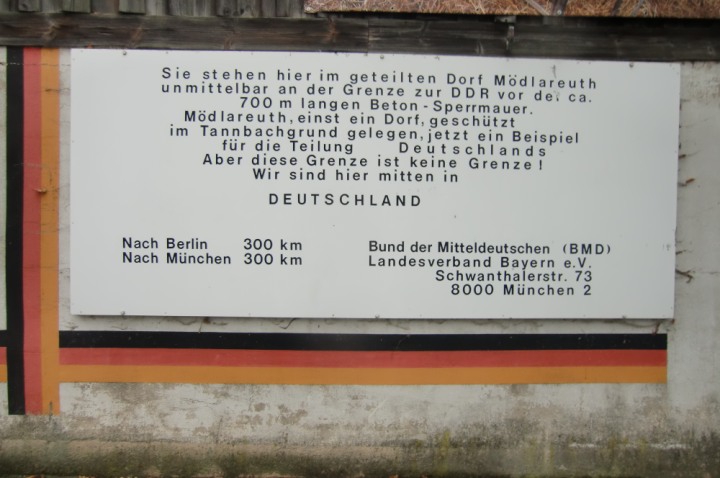 Sie stehen hier im geteilten Dorf Mödlareuth
unmittelbar an der Grenze zur DDR vor der ca.
700 m langen Beton-Sperrmauer.
Mödlareuth, einst ein Dorf, geschützt
im Tannbachgrund gelegen, jetzt ein Beispiel
für die Teilung Deutschlands
Aber diese Grenze ist keine Grenze!
Wir sind hier mitten in
DEUTSCHLAND
Nach Berlin 300 km
Nach München 300 km
Bund der Mitteldeutschen (BMD)
Landesverband Bayern e.V.
Schwanthalerstr. 73
8000 München 2